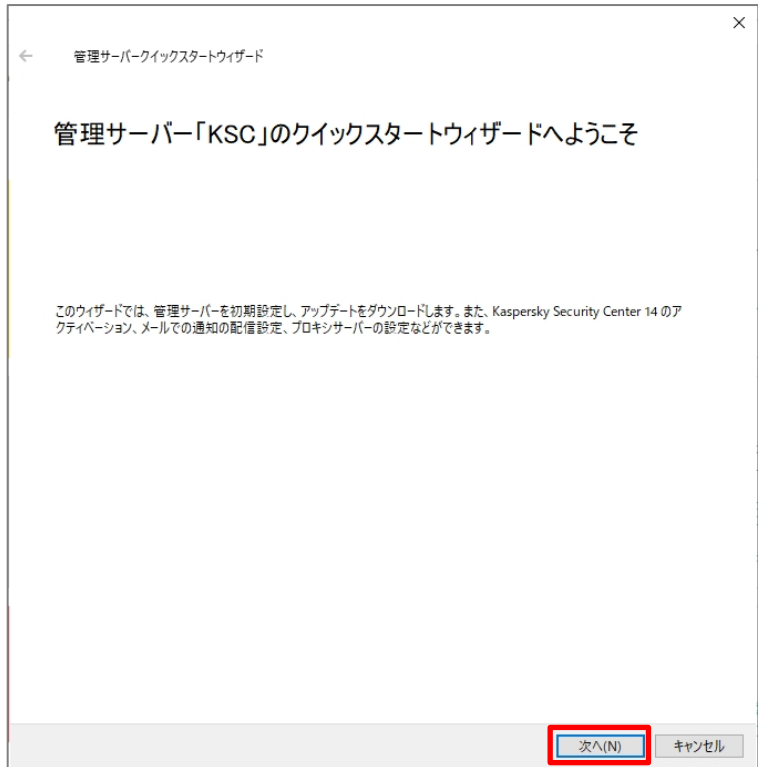 管理サーバークイックスタートウィザード
管理サーバー「KSC」のクイックスタートウィザードへようこそ
このウィザードでは、管理サーバーを初期設定し、アップデートをダウンロードします。また、Kaspersky Security Center 14 のア
クティベーション、メールでの通知の配信設定、プロキシサーバーの設定などができます。
次へ(N)
キャンセル